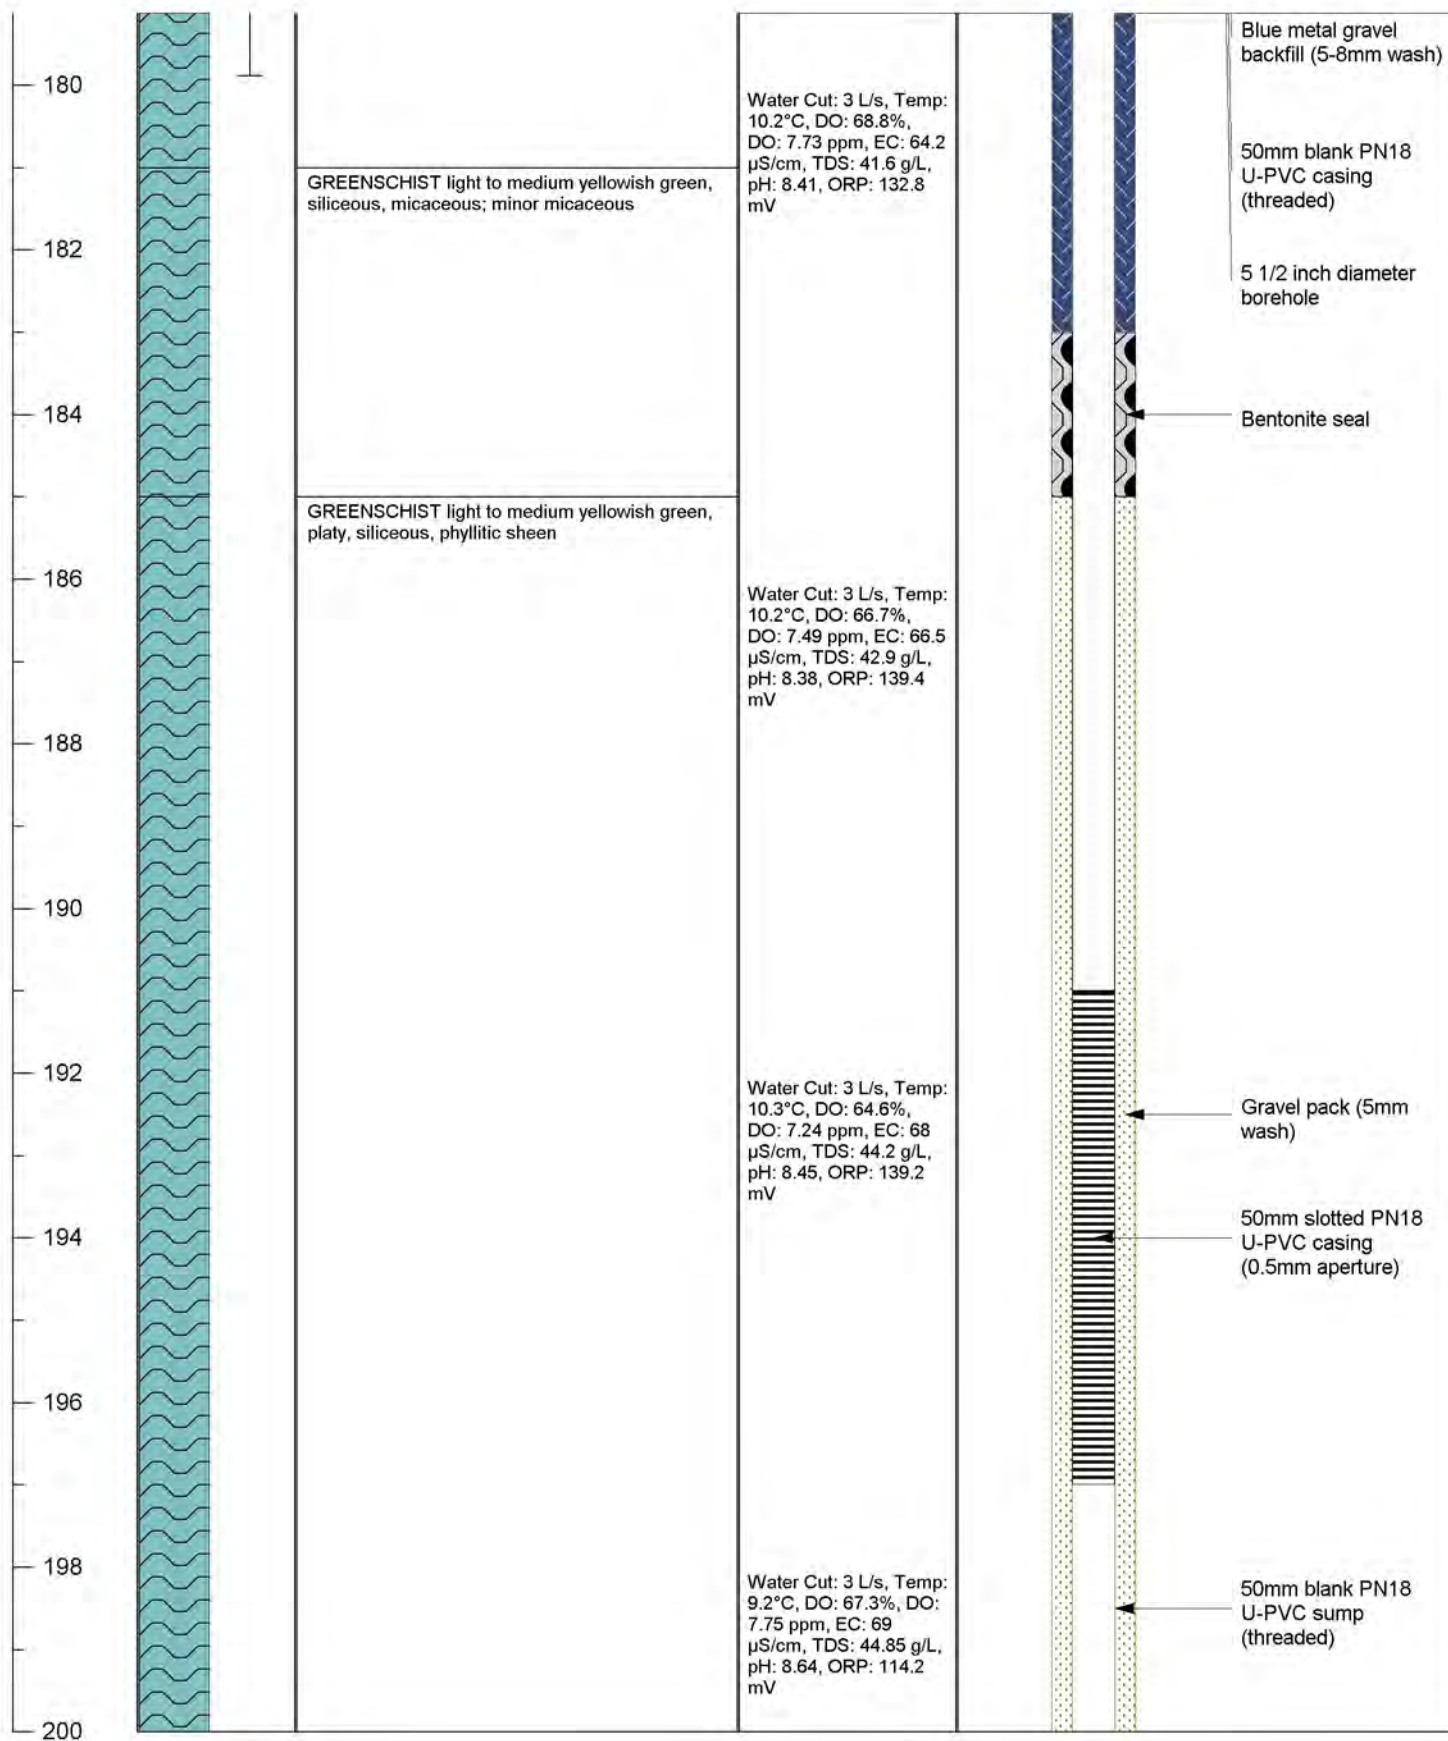 180
182
184
186
188
190
192
194
196
198
200
GREENSCHIST light to medium yellowish green,
siliceous, micaceous; minor micaceous
GREENSCHIST light to medium yellowish green,
platy, siliceous, phyllitic sheen
Water Cut: 3 L/s, Temp:
10.2°C, DO: 68.8%,
DO: 7.73 ppm, EC: 64.2
µS/cm, TDS: 41.6 g/L,
pH: 8.41, ORP: 132.8
mV
Water Cut: 3 L/s, Temp:
10.2°C, DO: 66.7%,
DO: 7.49 ppm, EC: 66.5
µS/cm, TDS: 42.9 g/L,
pH: 8.38, ORP: 139.4
mV
Water Cut: 3 L/s, Temp:
10.3°C, DO: 64.6%,
DO: 7.24 ppm, EC: 68
µS/cm, TDS: 44.2 g/L,
pH: 8.45, ORP: 139.2
mV
Water Cut: 3 L/s, Temp:
9.2°C, DO: 67.3%, DO:
7.75 ppm, EC: 69
µS/cm, TDS: 44.85 g/L,
pH: 8.64, ORP: 114.2
mV
Blue metal gravel
backfill (5-8mm wash)
50mm blank PN18
U-PVC casing
(threaded)
5 1/2 inch diameter
borehole
Bentonite seal
Gravel pack (5mm
wash)
50mm slotted PN18
U-PVC casing
(0.5mm aperture)
50mm blank PN18
U-PVC sump
(threaded)